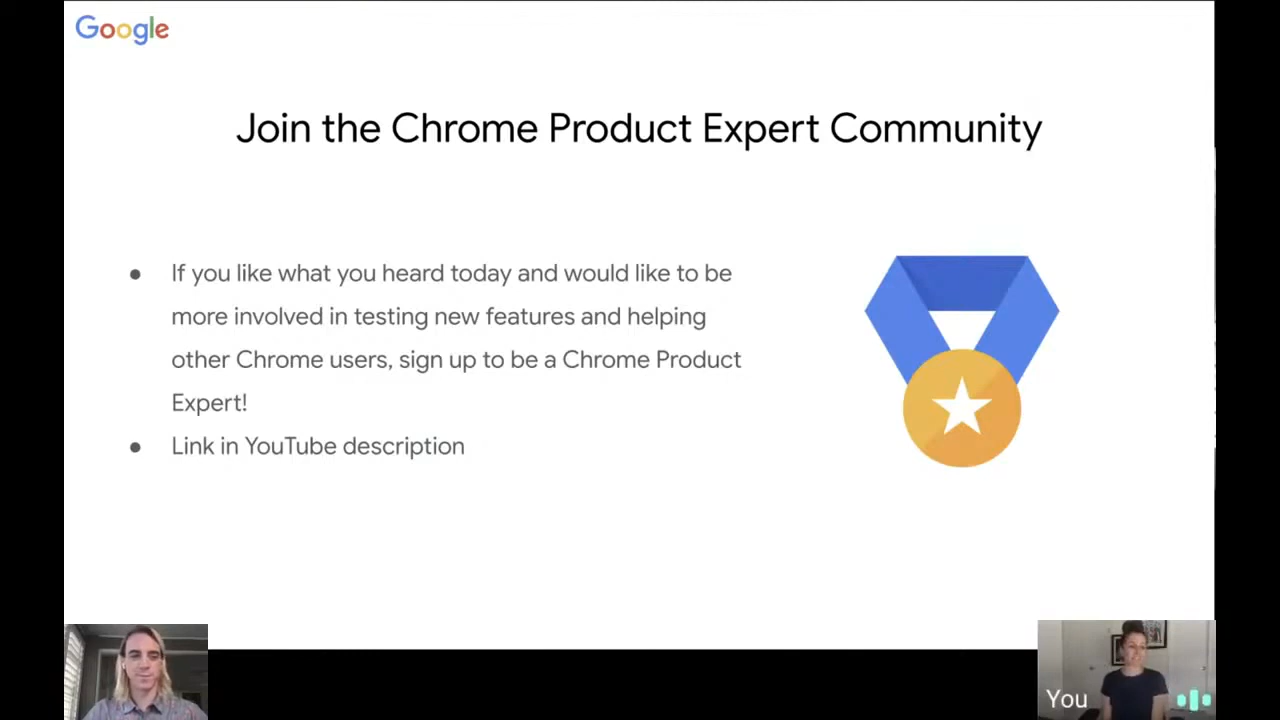 Google
Join the Chrome Product Expert Community
● If you like what you heard today and would like to be
more involved in testing new features and helping
other Chrome users, sign up to be a Chrome Product
Expert!
● Link in YouTube description
You